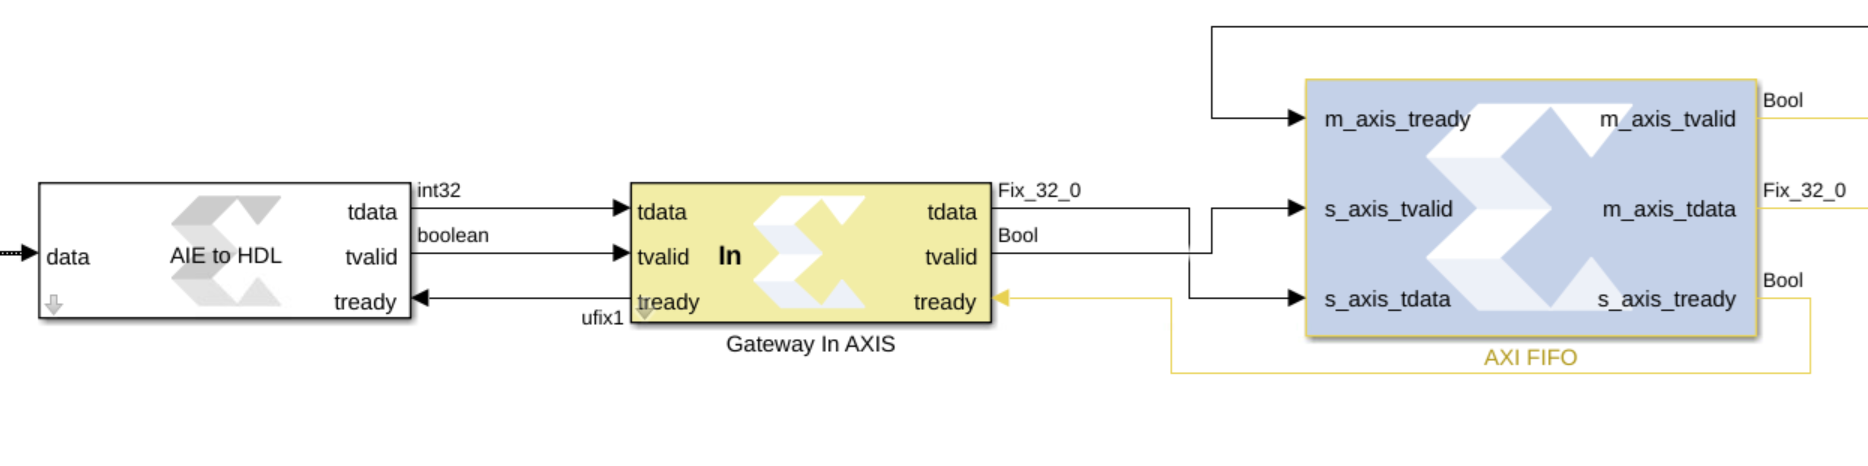 Bool
m_axis_tready
m_axis_tvalid
int32
Fix_32_0
Fix_32_0
tdata
tdata
tdata
s_axis_tvalid
m_axis_tdata
boolean
Bool
data
AIE to HDL
tvalid
tvalid
In
tvalid
Bool
tready
tready
tready
s_axis_tdata
s_axis_tready
ufix1
Gateway In AXIS
AXI FIFO